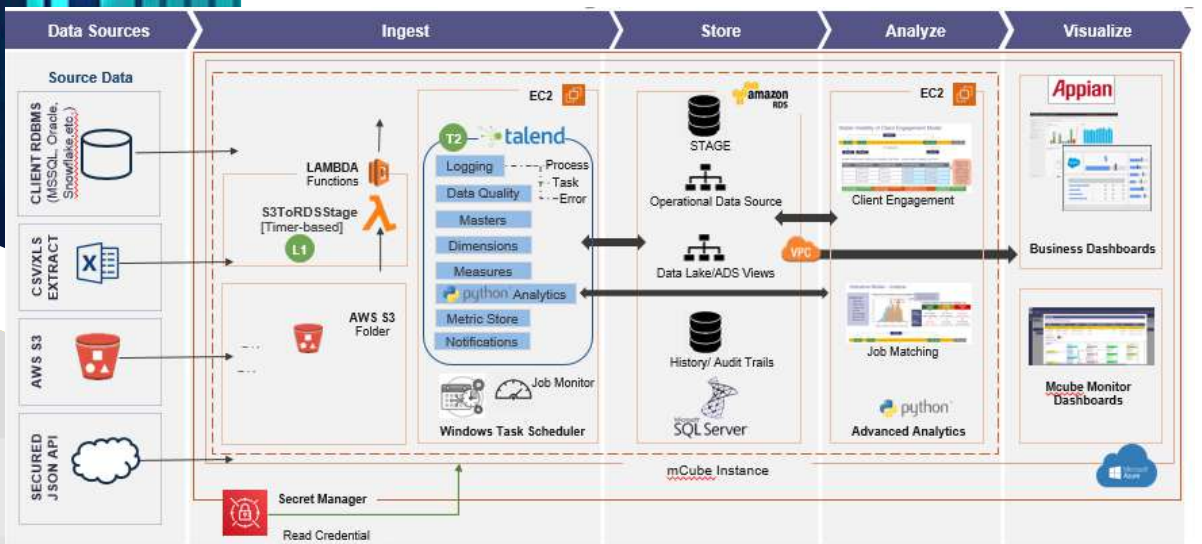 Data Sources
Ingest
Store
Analyze
Visualize
Source Data
CLIENT RDBMS
(MSSQL, Oracle,
Snowflake,etc.,)
CSV/XLS
EXTRACT
X
AWS S3
SECURED
JSON API
LAMBDA
Functions
S3ToRDSStage
[Timer-based]
L1
AWS S3
Folder
EC2
T2
talend
Logging
Process
Task
Error
Data Quality
Masters
Dimensions
Measures
python Analytics
Metric Store
Notifications
Job Monitor
Windows Task Scheduler
amazon
RDS
STAGE
Operational Data Source
Data Lake/ADS Views
History/ Audit Trails
Microsoft
SQL Server
VPC
EC2
Client Engagement
Job Matching
python
Advanced Analytics
Appian
Business Dashboards
Mcube Monitor
Dashboards
mCube Instance
Microsoft
Azure
Secret Manager
Read Credential